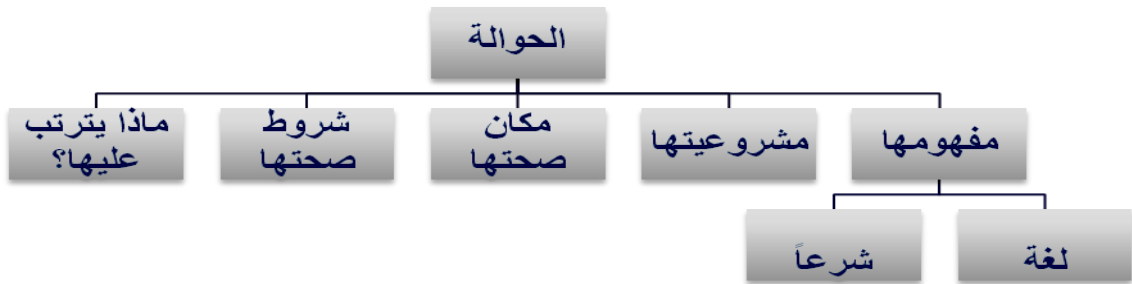 الحوالة
مفهومها
مشروعيتها
مكان
صحتها
شروط
صحتها
ماذا يترتب
عليها؟
لغة
شرعاً